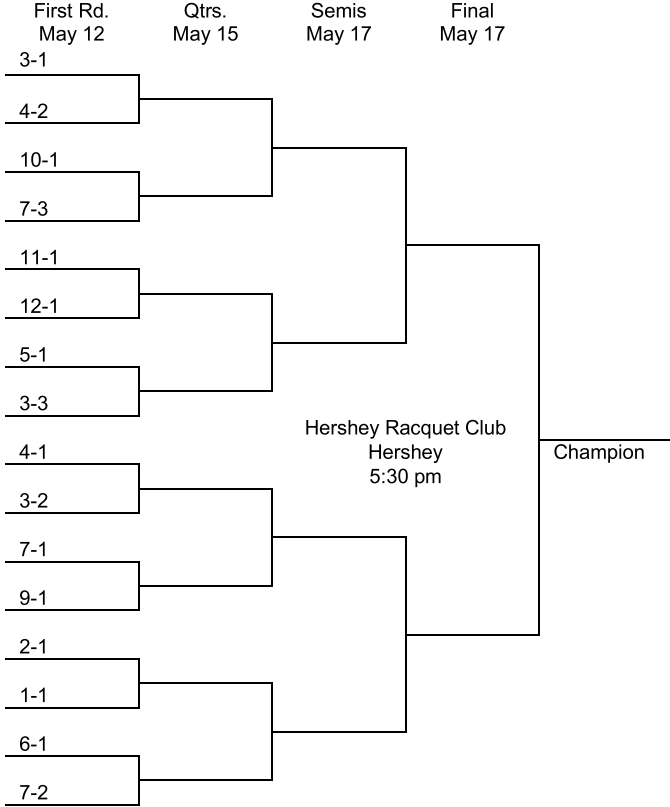 First Rd. Qtrs. Semis Final
May 12 May 15 May 17 May 17
3-1
4-2
10-1
7-3
11-1
12-1
5-1
3-3
Hershey Racquet Club
Hershey
5:30 pm
Champion
4-1
3-2
7-1
9-1
2-1
1-1
6-1
7-2